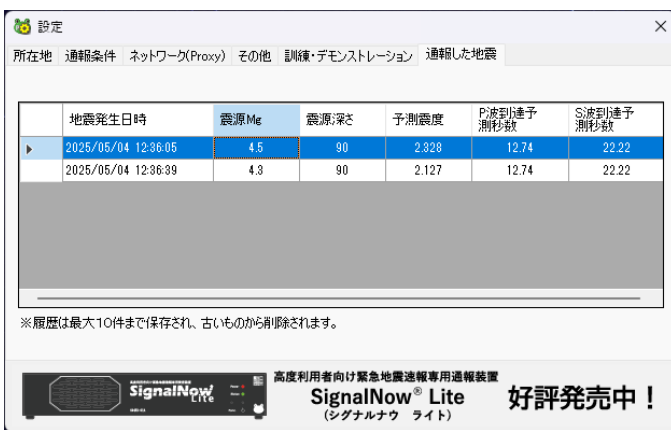 設定
所在地 通報条件 ネットワーク(Proxy) その他 訓練・デモンストレーション 通報した地震
地震発生日時 震源Mg 震源深さ 予測震度 P波到達予測秒数 S波到達予測秒数
2025/05/04 12:36:05 4.5 90 2.328 12.74 22.22
2025/05/04 12:36:39 4.3 90 2.127 12.74 22.22
※履歴は最大10件まで保存され、古いものから削除されます。
SignalNow
Lite
高度利用者向け緊急地震速報専用通報装置
SignalNow® Lite
(シグナルナウ ライト)
好評発売中！